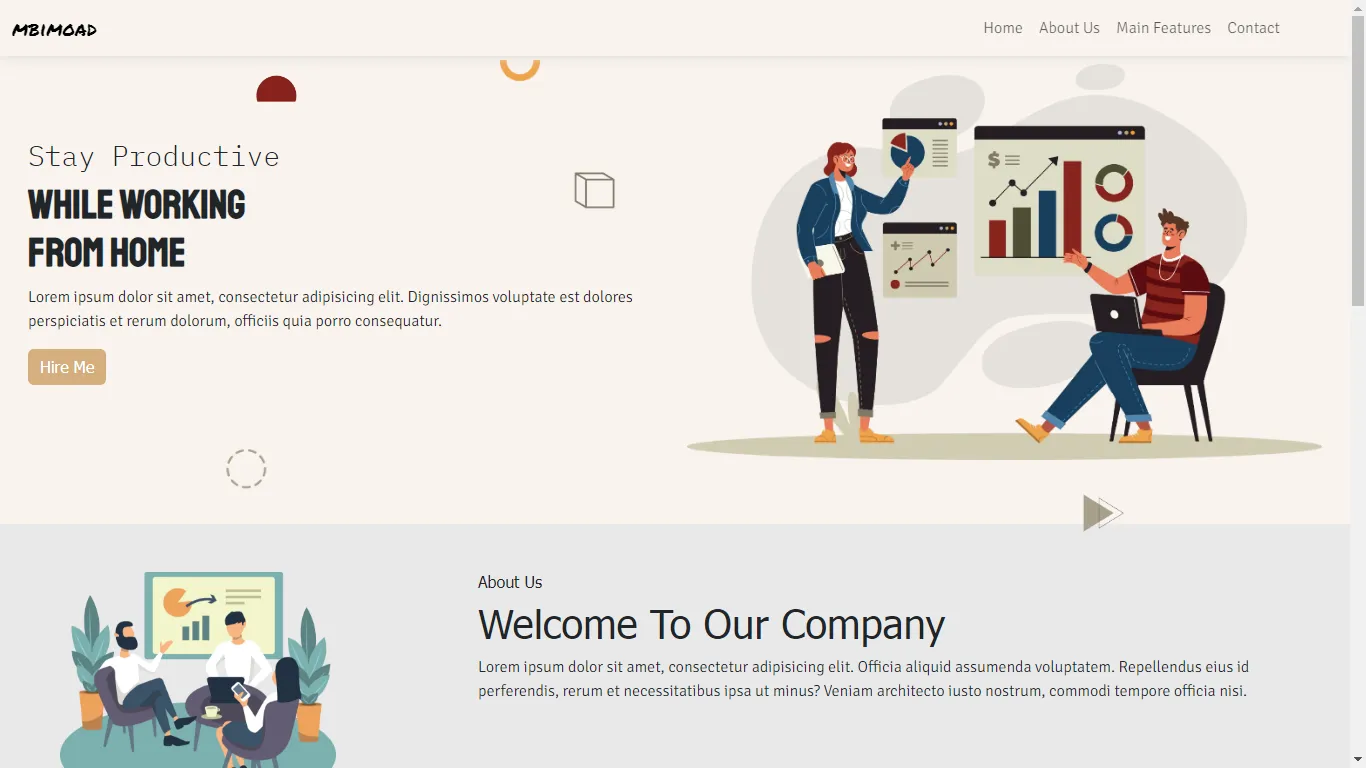 MBIMOAD
Home
About Us
Main Features
Contact
Stay Productive
WHILE WORKING
FROM HOME
Lorem ipsum dolor sit amet, consectetur adipisicing elit. Dignissimos voluptate est dolores
perspiciatis et rerum dolorum, officiis quia porro consequatur.
Hire Me
$
About Us
Welcome To Our Company
Lorem ipsum dolor sit amet, consectetur adipisicing elit. Officia aliquid assumenda voluptatem. Repellendus eius id
perferendis, rerum et necessitatibus ipsa ut minus? Veniam architecto iusto nostrum, commodi tempore officia nisi.